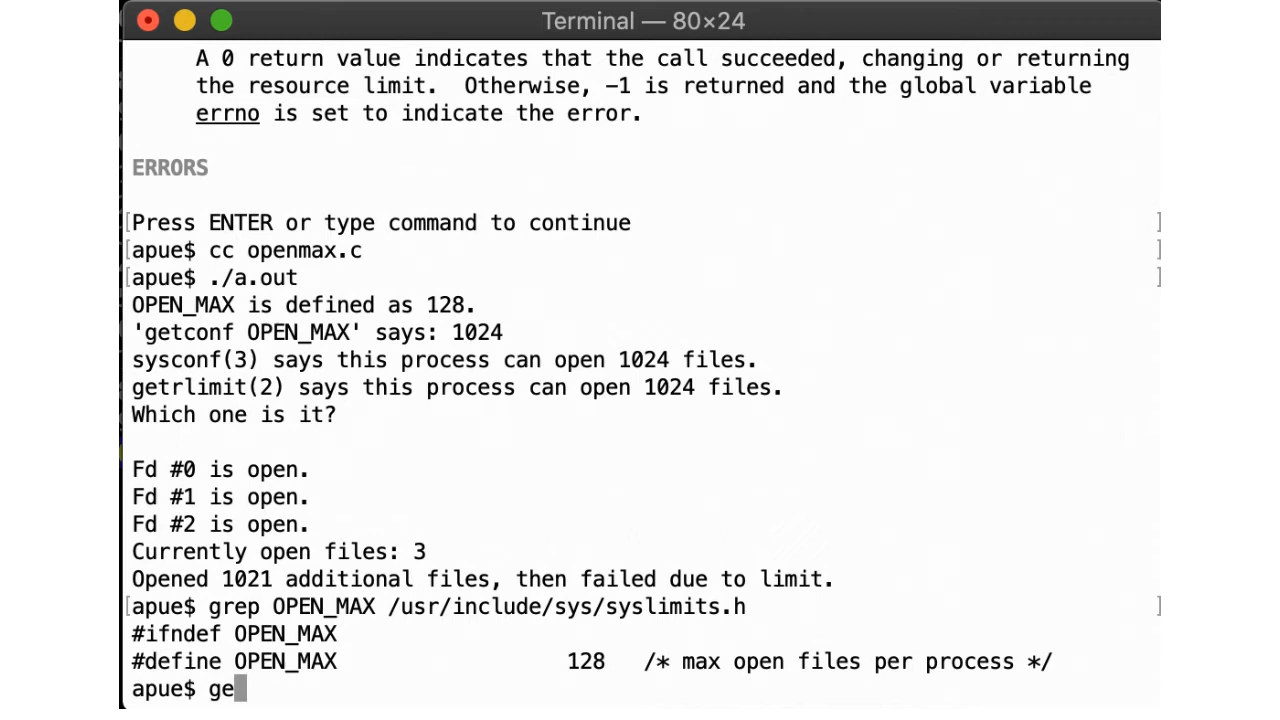 Terminal — 80×24
A 0 return value indicates that the call succeeded, changing or returning
the resource limit.  Otherwise, -1 is returned and the global variable
errno is set to indicate the error.
ERRORS
[Press ENTER or type command to continue ]
[apue$ cc openmax.c ]
[apue$ ./a.out ]
OPEN_MAX is defined as 128.
'getconf OPEN_MAX' says: 1024
sysconf(3) says this process can open 1024 files.
getrlimit(2) says this process can open 1024 files.
Which one is it?
Fd #0 is open.
Fd #1 is open.
Fd #2 is open.
Currently open files: 3
Opened 1021 additional files, then failed due to limit.
[apue$ grep OPEN_MAX /usr/include/sys/syslimits.h ]
#ifndef OPEN_MAX
#define OPEN_MAX                  128   /* max open files per process */
apue$ ge